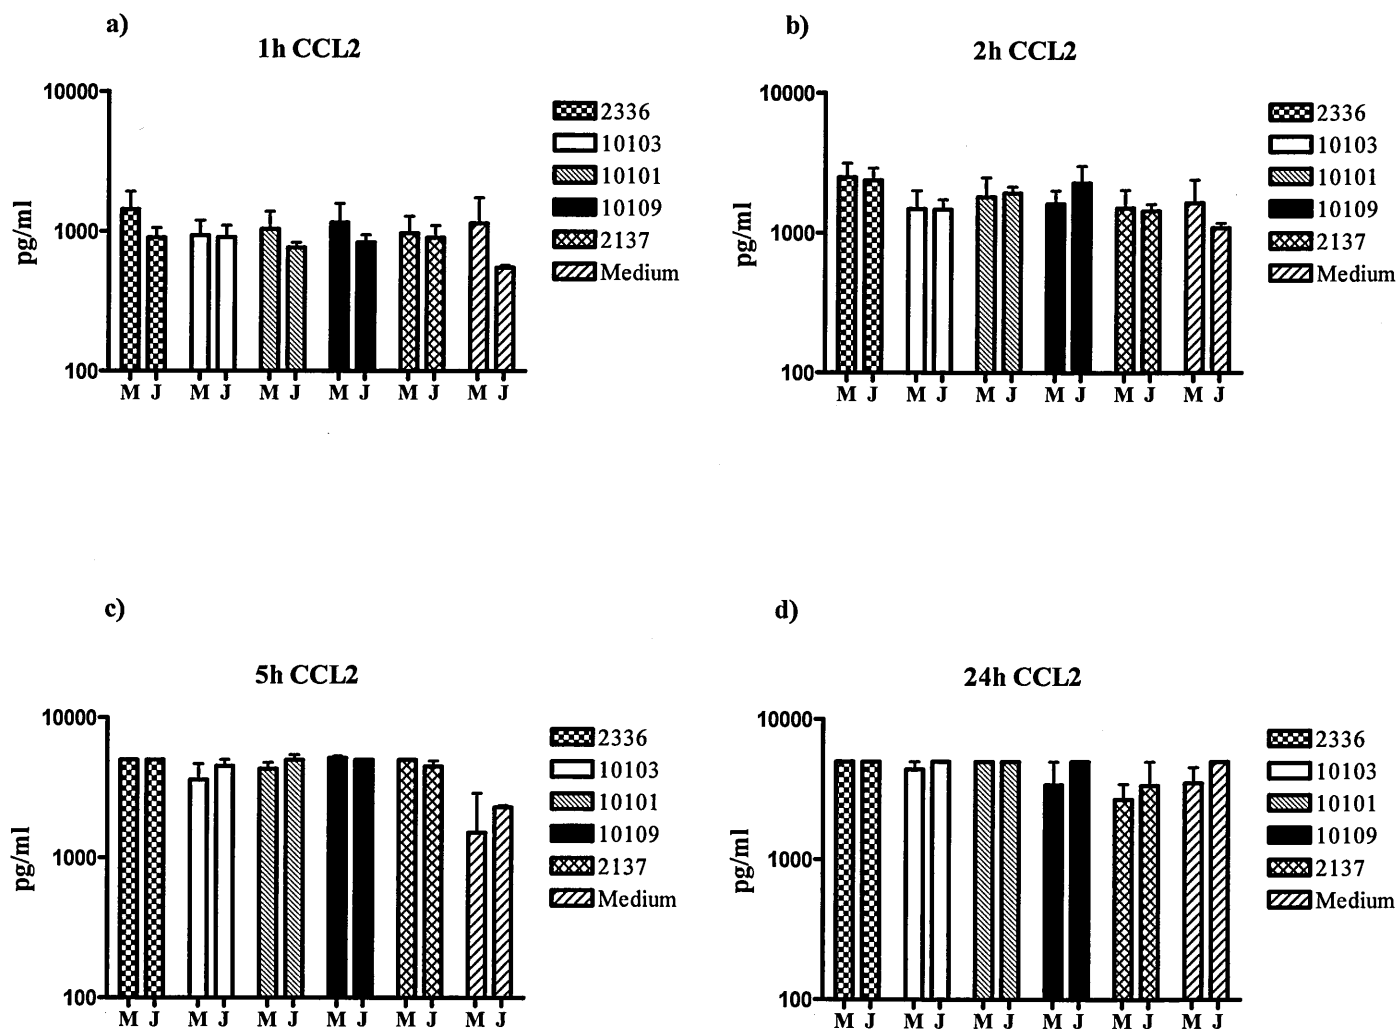 a)
1h CCL2
10000
1000
100
pg/ml
M J M J M J M J M J M J
2336
10103
10101
10109
2137
Medium
b)
2h CCL2
10000
1000
100
pg/ml
M J M J M J M J M J M J
2336
10103
10101
10109
2137
Medium
c)
5h CCL2
10000
1000
100
pg/ml
M J M J M J M J M J M J
2336
10103
10101
10109
2137
Medium
d)
24h CCL2
10000
1000
100
pg/ml
M J M J M J M J M J M J
2336
10103
10101
10109
2137
Medium